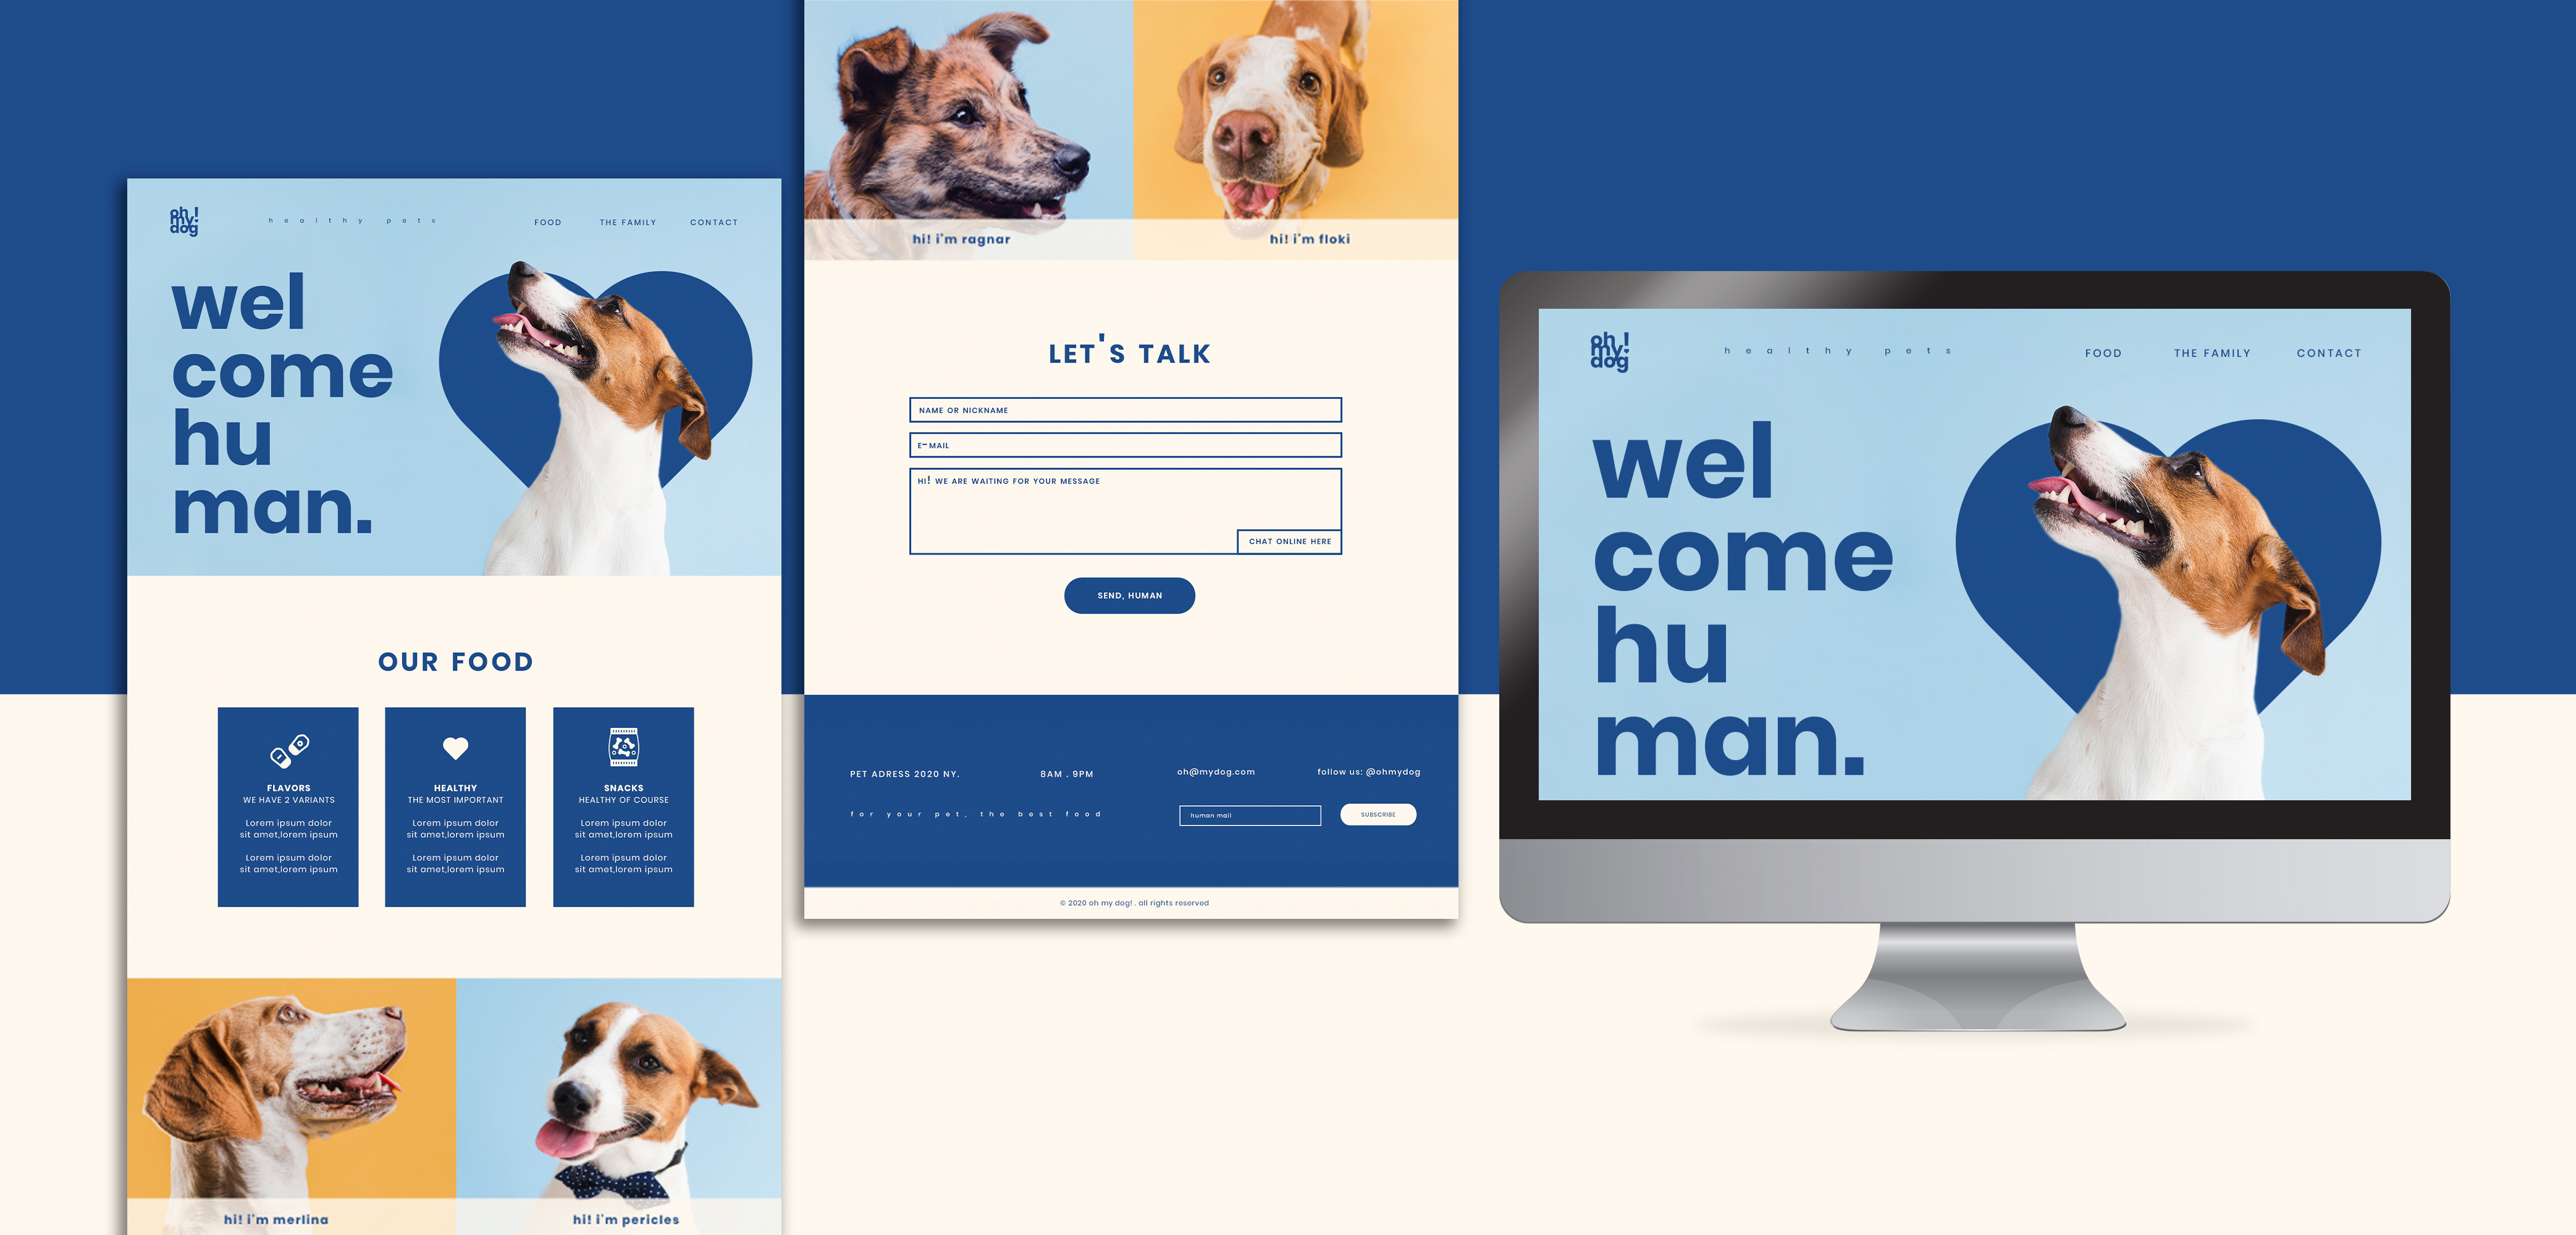 oh!
my
dog
healthy pets
FOOD
THE FAMILY
CONTACT
wel
come
hu
man.
OUR FOOD
FLAVORS
WE HAVE 2 VARIANTS
Lorem ipsum dolor
sit amet,lorem ipsum
Lorem ipsum dolor
sit amet,lorem ipsum
HEALTHY
THE MOST IMPORTANT
Lorem ipsum dolor
sit amet,lorem ipsum
Lorem ipsum dolor
sit amet,lorem ipsum
SNACKS
HEALTHY OF COURSE
Lorem ipsum dolor
sit amet,lorem ipsum
Lorem ipsum dolor
sit amet,lorem ipsum
hi! i'm merlina
hi! i'm pericles
hi! i'm ragnar
hi! i'm floki
LET'S TALK
NAME OR NICKNAME
E-MAIL
HI! WE ARE WAITING FOR YOUR MESSAGE
CHAT ONLINE HERE
SEND, HUMAN
PET ADRESS 2020 NY.
8AM . 9PM
oh@mydog.com
follow us: @ohmydog
for your pet, the best food
human mail
SUBSCRIBE
© 2020 oh my dog! . all rights reserved
oh!
my
dog
healthy pets
FOOD
THE FAMILY
CONTACT
wel
come
hu
man.